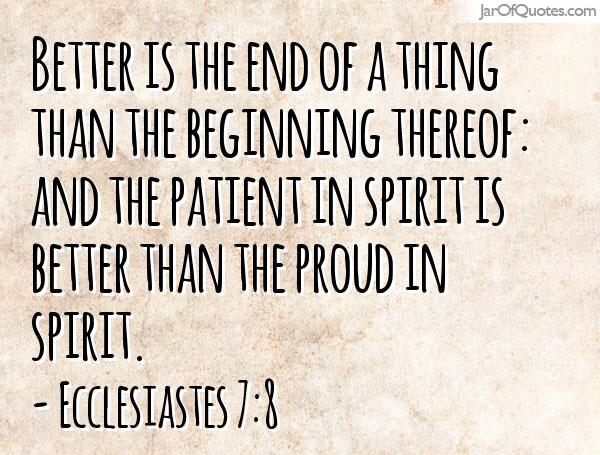 JarOfQuotes.com
Better is the end of a thing
than the beginning thereof:
and the patient in spirit is
better than the proud in
spirit.
- Ecclesiastes 7:8